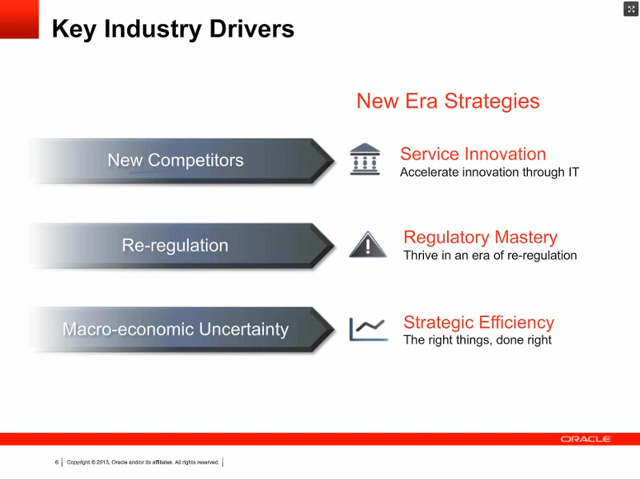 Key Industry Drivers
New Era Strategies
New Competitors
Service Innovation
Accelerate innovation through IT
Re-regulation
Regulatory Mastery
Thrive in an era of re-regulation
Macro-economic Uncertainty
Strategic Efficiency
The right things, done right
ORACLE
6 | Copyright © 2013, Oracle and/or its affiliates. All rights reserved. |